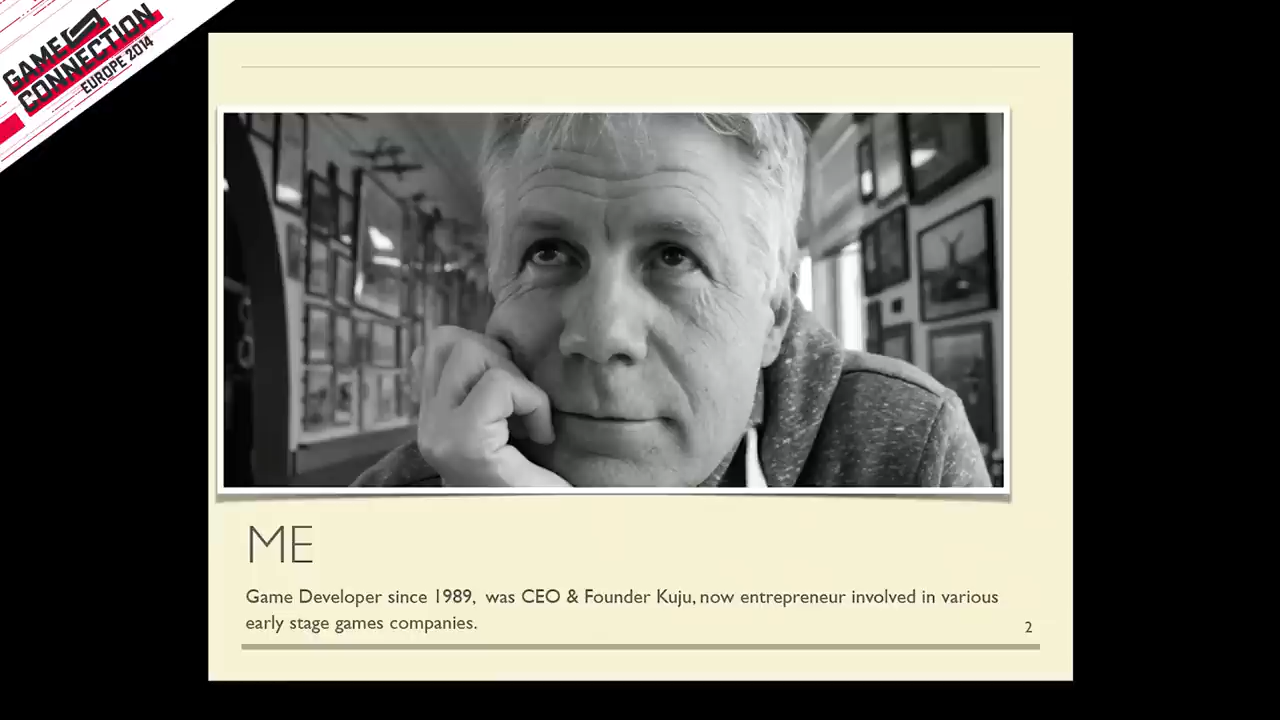 GAME
CONNECTION
EUROPE 2014
ME
Game Developer since 1989, was CEO & Founder Kuju, now entrepreneur involved in various
early stage games companies.
2